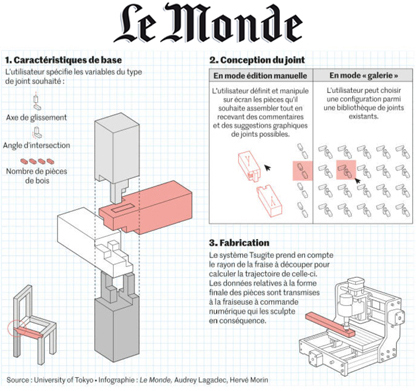 Le Monde
1. Caractéristiques de base
L'utilisateur spécifie les variables du type
de joint souhaité :
Axe de glissement
Angle d'intersection
Nombre de pièces
de bois
2. Conception du joint
En mode édition manuelle
L'utilisateur définit et manipule
sur écran les pièces qu'il
souhaite assembler tout en
recevant des commentaires
et des suggestions graphiques
de joints possibles.
En mode « galerie »
L'utilisateur peut choisir
une configuration parmi
une bibliothèque de joints
existants.
3. Fabrication
Le système Tsugite prend en compte
le rayon de la fraise à découper pour
calculer la trajectoire de celle-ci.
Les données relatives à la forme
finale des pièces sont transmises
à la fraiseuse à commande
numérique qui les sculpte
en conséquence.
Source : University of Tokyo • Infographie : Le Monde, Audrey Lagadec, Hervé Morin